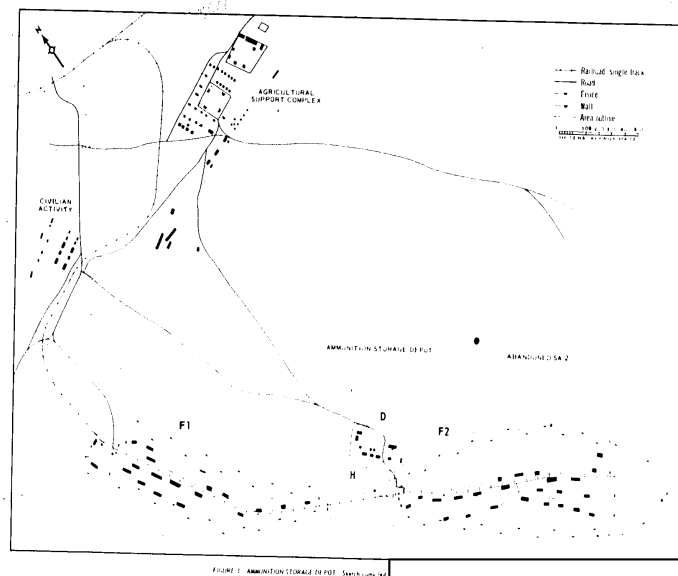 N
AGRICULTURAL
SUPPORT COMPLEX
Railroad, single track
Road
Fence
Wall
Area outline
CIVILIAN
ACTIVITY
AMMUNITION STORAGE DEPOT
ABANDONED SA-2
F1
D
F2
H
FIGURE 1. AMMUNITION STORAGE DEPOT.